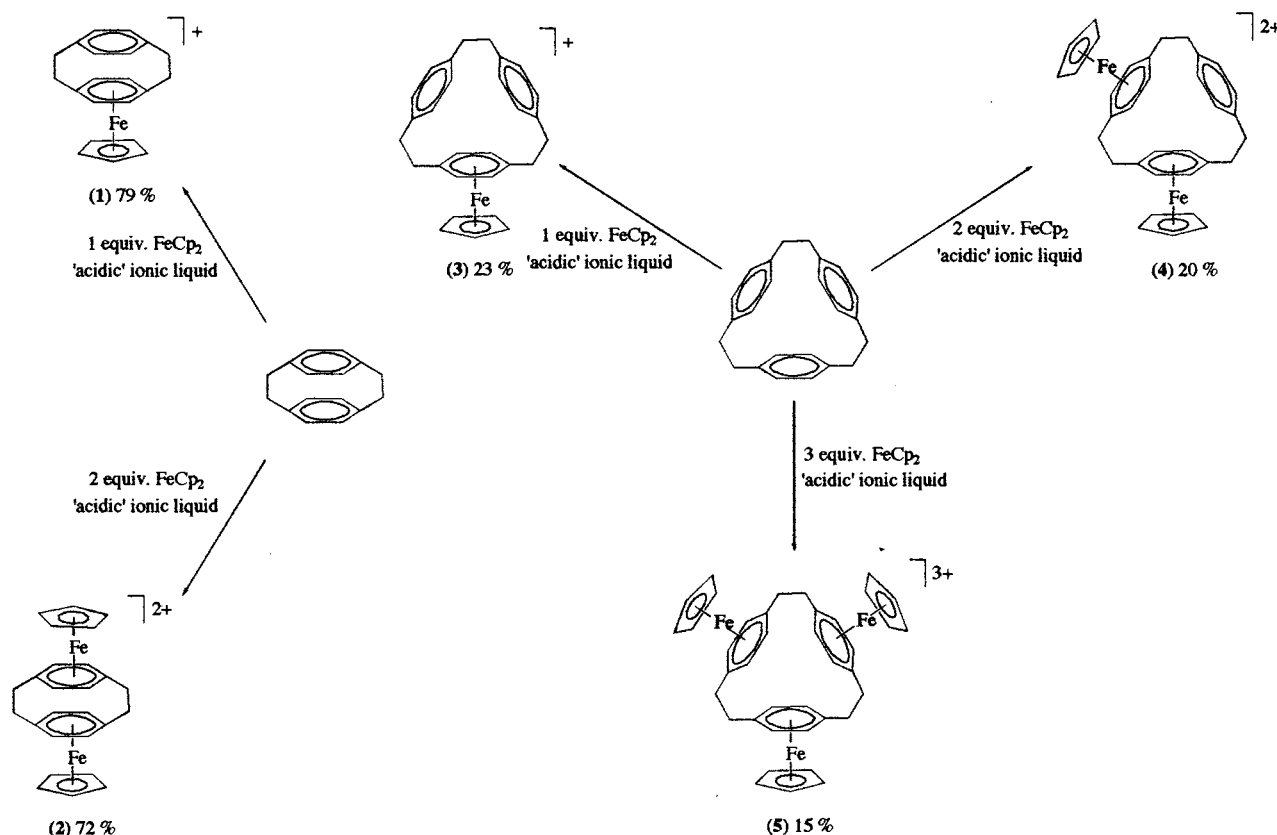 +
+
2+
Fe
Fe
Fe
Fe
(1) 79 %
(3) 23 %
(4) 20 %
1 equiv. FeCp₂
'acidic' ionic liquid
1 equiv. FeCp₂
'acidic' ionic liquid
2 equiv. FeCp₂
'acidic' ionic liquid
2 equiv. FeCp₂
'acidic' ionic liquid
3 equiv. FeCp₂
'acidic' ionic liquid
2+
Fe
Fe
3+
Fe
Fe
Fe
(2) 72 %
(5) 15 %